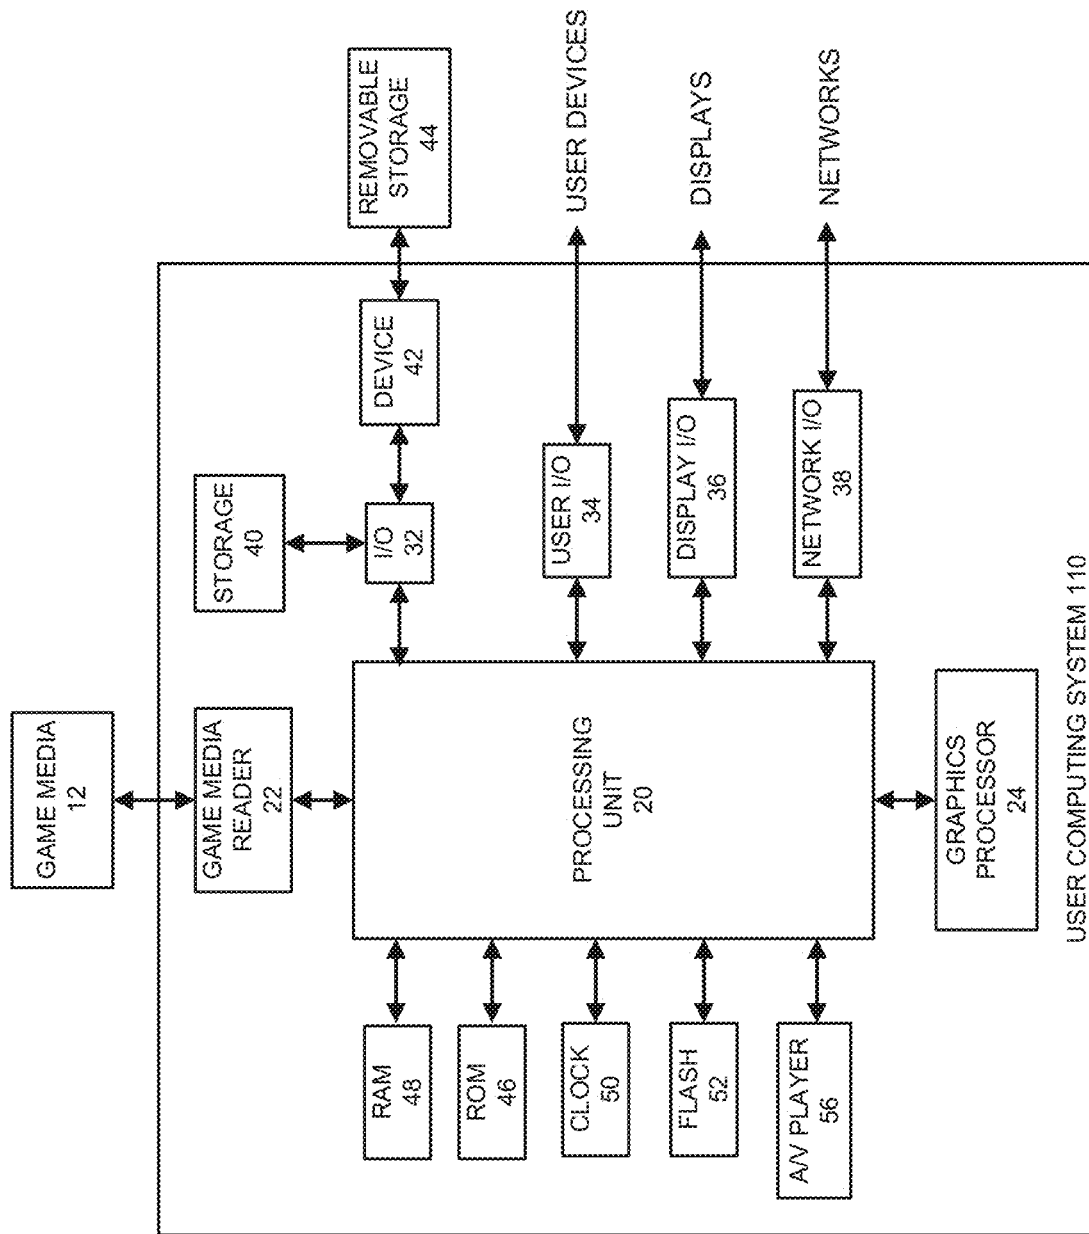 GAME MEDIA
12
GAME MEDIA
READER
22
STORAGE
40
I/O
32
DEVICE
42
REMOVABLE
STORAGE
44
RAM
48
ROM
46
CLOCK
50
FLASH
52
A/V PLAYER
56
PROCESSING
UNIT
20
USER I/O
34
USER DEVICES
DISPLAY I/O
36
DISPLAYS
NETWORK I/O
38
NETWORKS
GRAPHICS
PROCESSOR
24
USER COMPUTING SYSTEM 110